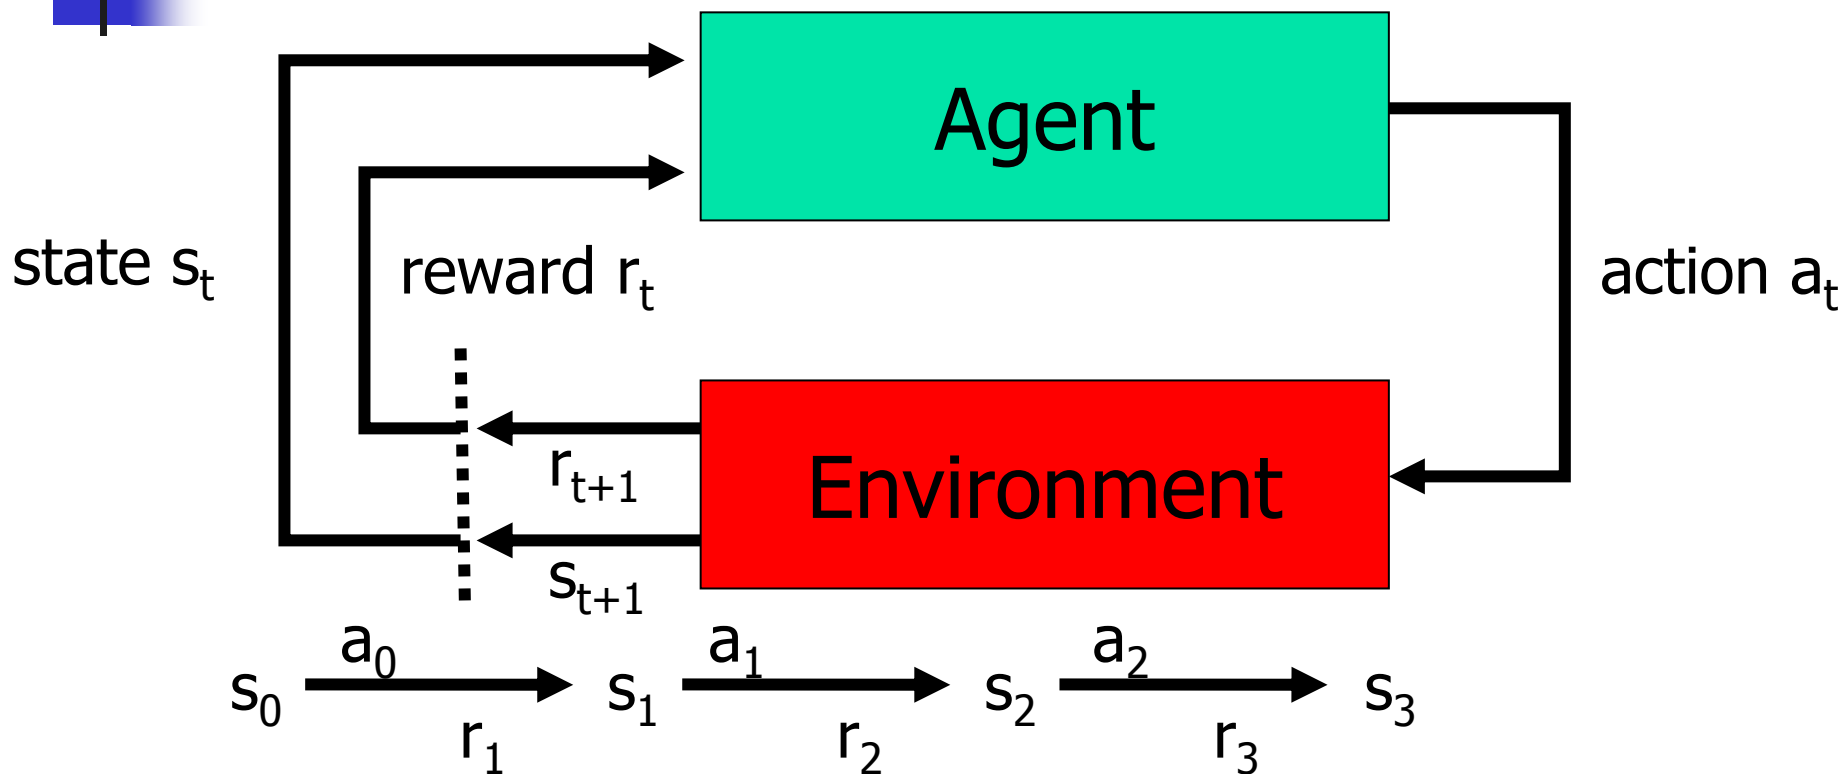 Agent
state sₜ
reward rₜ
action aₜ
rₜ₊₁
Environment
sₜ₊₁
a₀ a₁ a₂
s₀ s₁ s₂ s₃
r₁ r₂ r₃